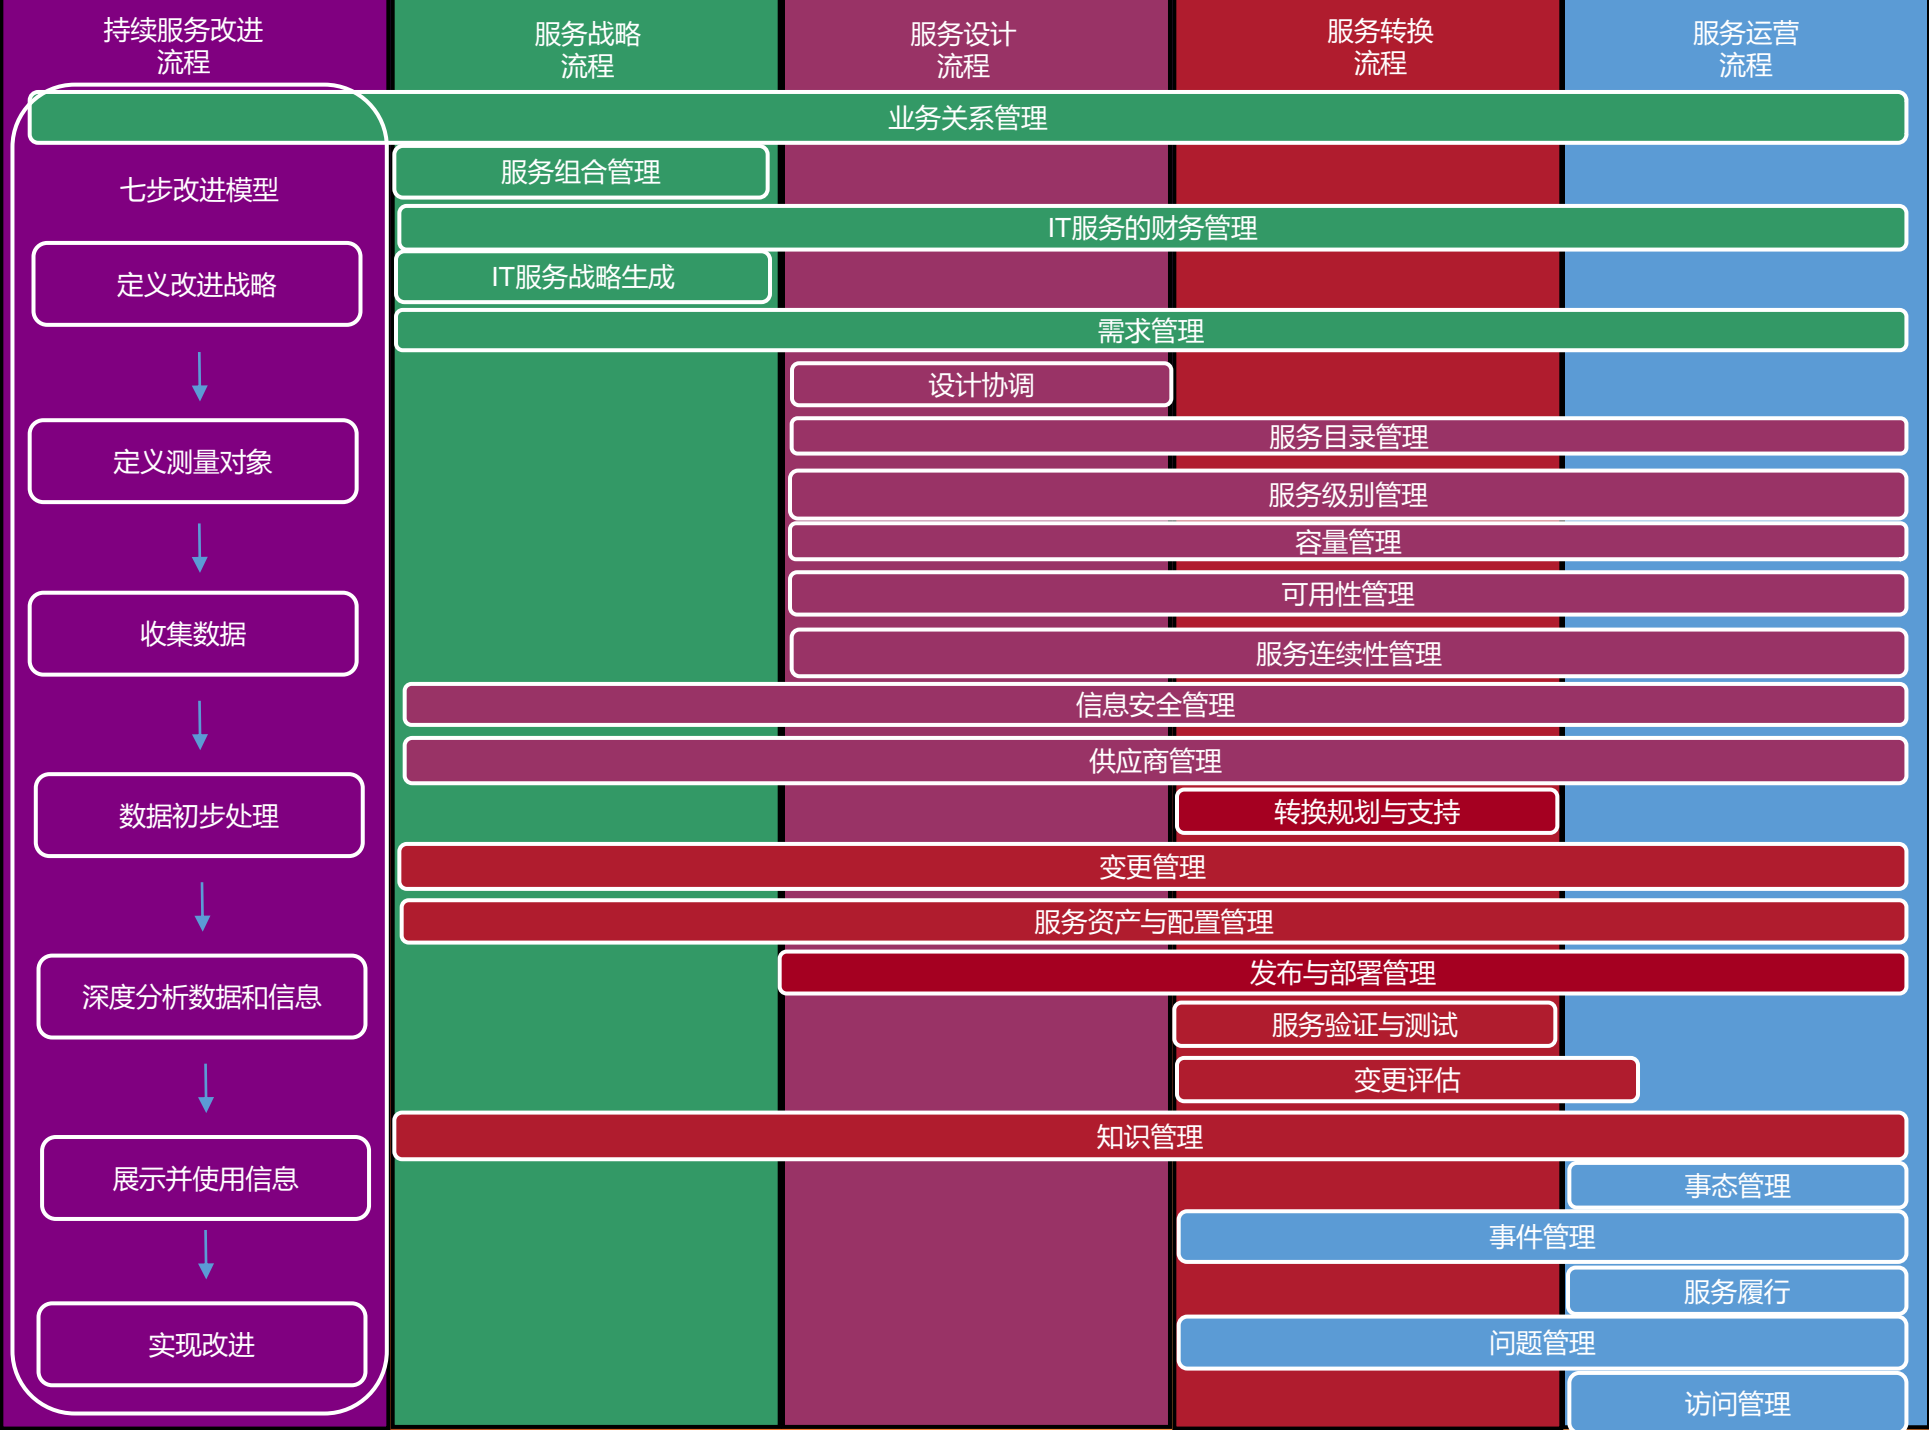 持续服务改进
流程
服务战略
流程
服务设计
流程
服务转换
流程
服务运营
流程
业务关系管理
服务组合管理
七步改进模型
IT服务的财务管理
定义改进战略
IT服务战略生成
需求管理
设计协调
服务目录管理
定义测量对象
服务级别管理
容量管理
可用性管理
收集数据
服务连续性管理
信息安全管理
供应商管理
数据初步处理
转换规划与支持
变更管理
服务资产与配置管理
发布与部署管理
深度分析数据和信息
服务验证与测试
变更评估
知识管理
展示并使用信息
事态管理
事件管理
服务履行
实现改进
问题管理
访问管理